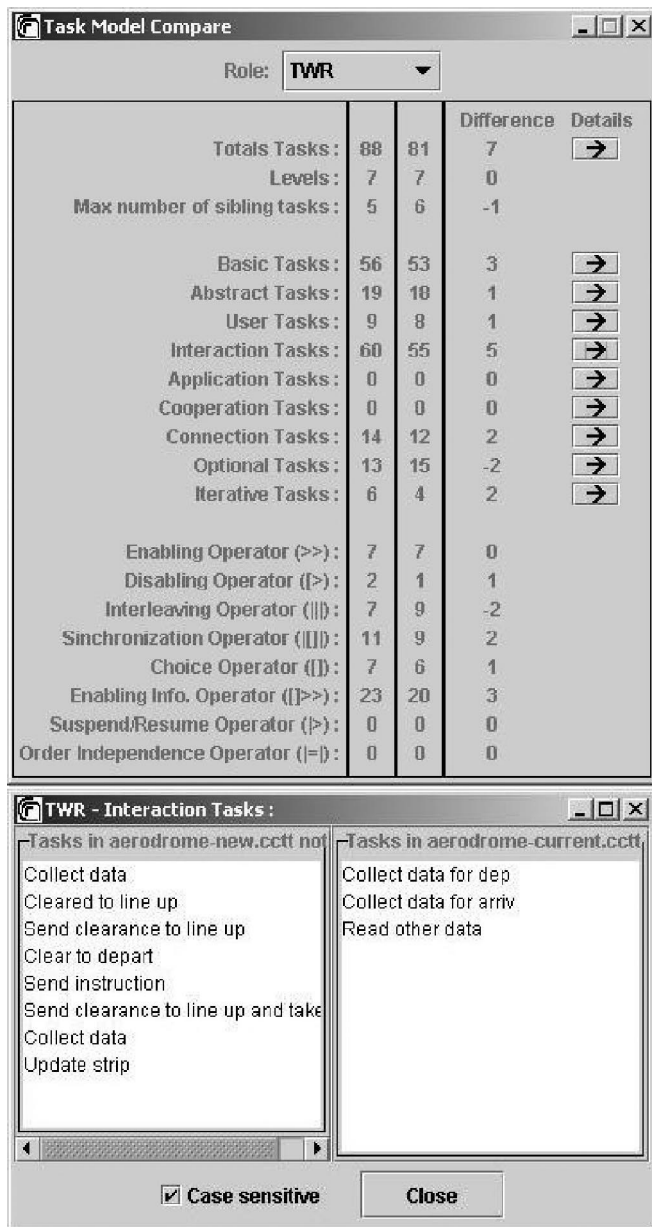 Task Model Compare
Role: TWR
Difference Details
Totals Tasks : 88 81 7
Levels : 7 7 0
Max number of sibling tasks : 5 6 -1
Basic Tasks : 56 53 3
Abstract Tasks : 19 18 1
User Tasks : 9 8 1
Interaction Tasks : 60 55 5
Application Tasks : 0 0 0
Cooperation Tasks : 0 0 0
Connection Tasks : 14 12 2
Optional Tasks : 13 15 -2
Iterative Tasks : 6 4 2
Enabling Operator (>>) : 7 7 0
Disabling Operator ([>) : 2 1 1
Interleaving Operator (|||) : 7 9 -2
Sinchronization Operator (|[]|) : 11 9 2
Choice Operator ([]) : 7 6 1
Enabling Info. Operator ([]>>) : 23 20 3
Suspend/Resume Operator (|>) : 0 0 0
Order Independence Operator (|=|) : 0 0 0
TWR - Interaction Tasks :
Tasks in aerodrome-new.cctt not
Collect data
Cleared to line up
Send clearance to line up
Clear to depart
Send instruction
Send clearance to line up and take
Collect data
Update strip
Tasks in aerodrome-current.cctt
Collect data for dep
Collect data for arriv
Read other data
Case sensitive
Close